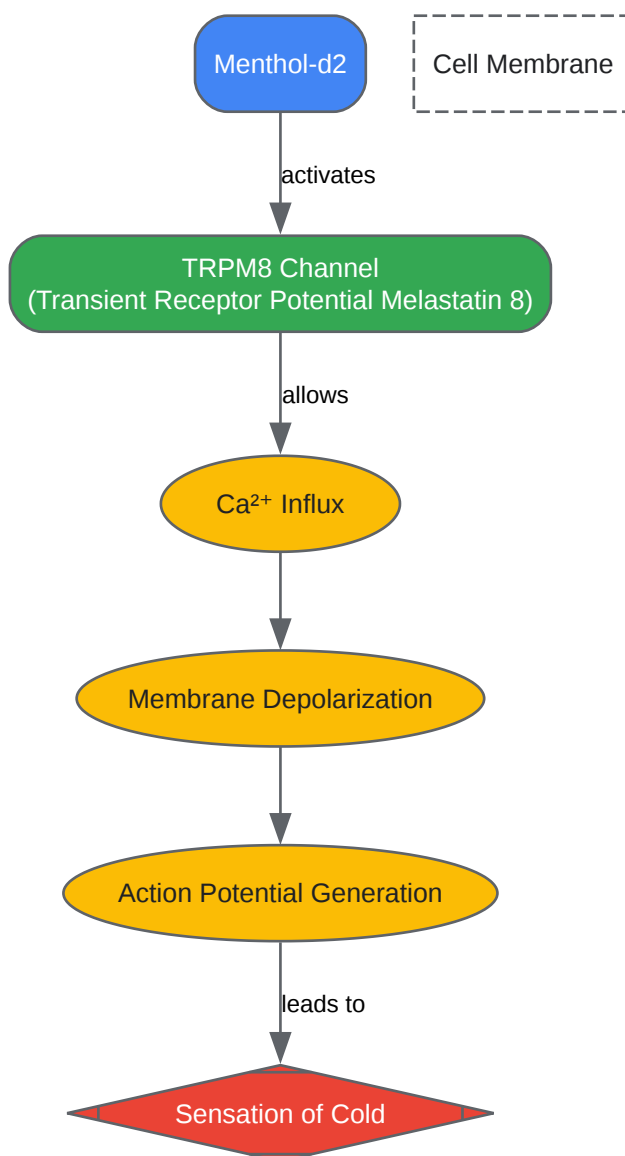 Menthol-d2
Cell Membrane
activates
TRPM8 Channel
(Transient Receptor Potential Melastatin 8)
allows
Ca²⁺ Influx
Membrane Depolarization
Action Potential Generation
leads to
Sensation of Cold